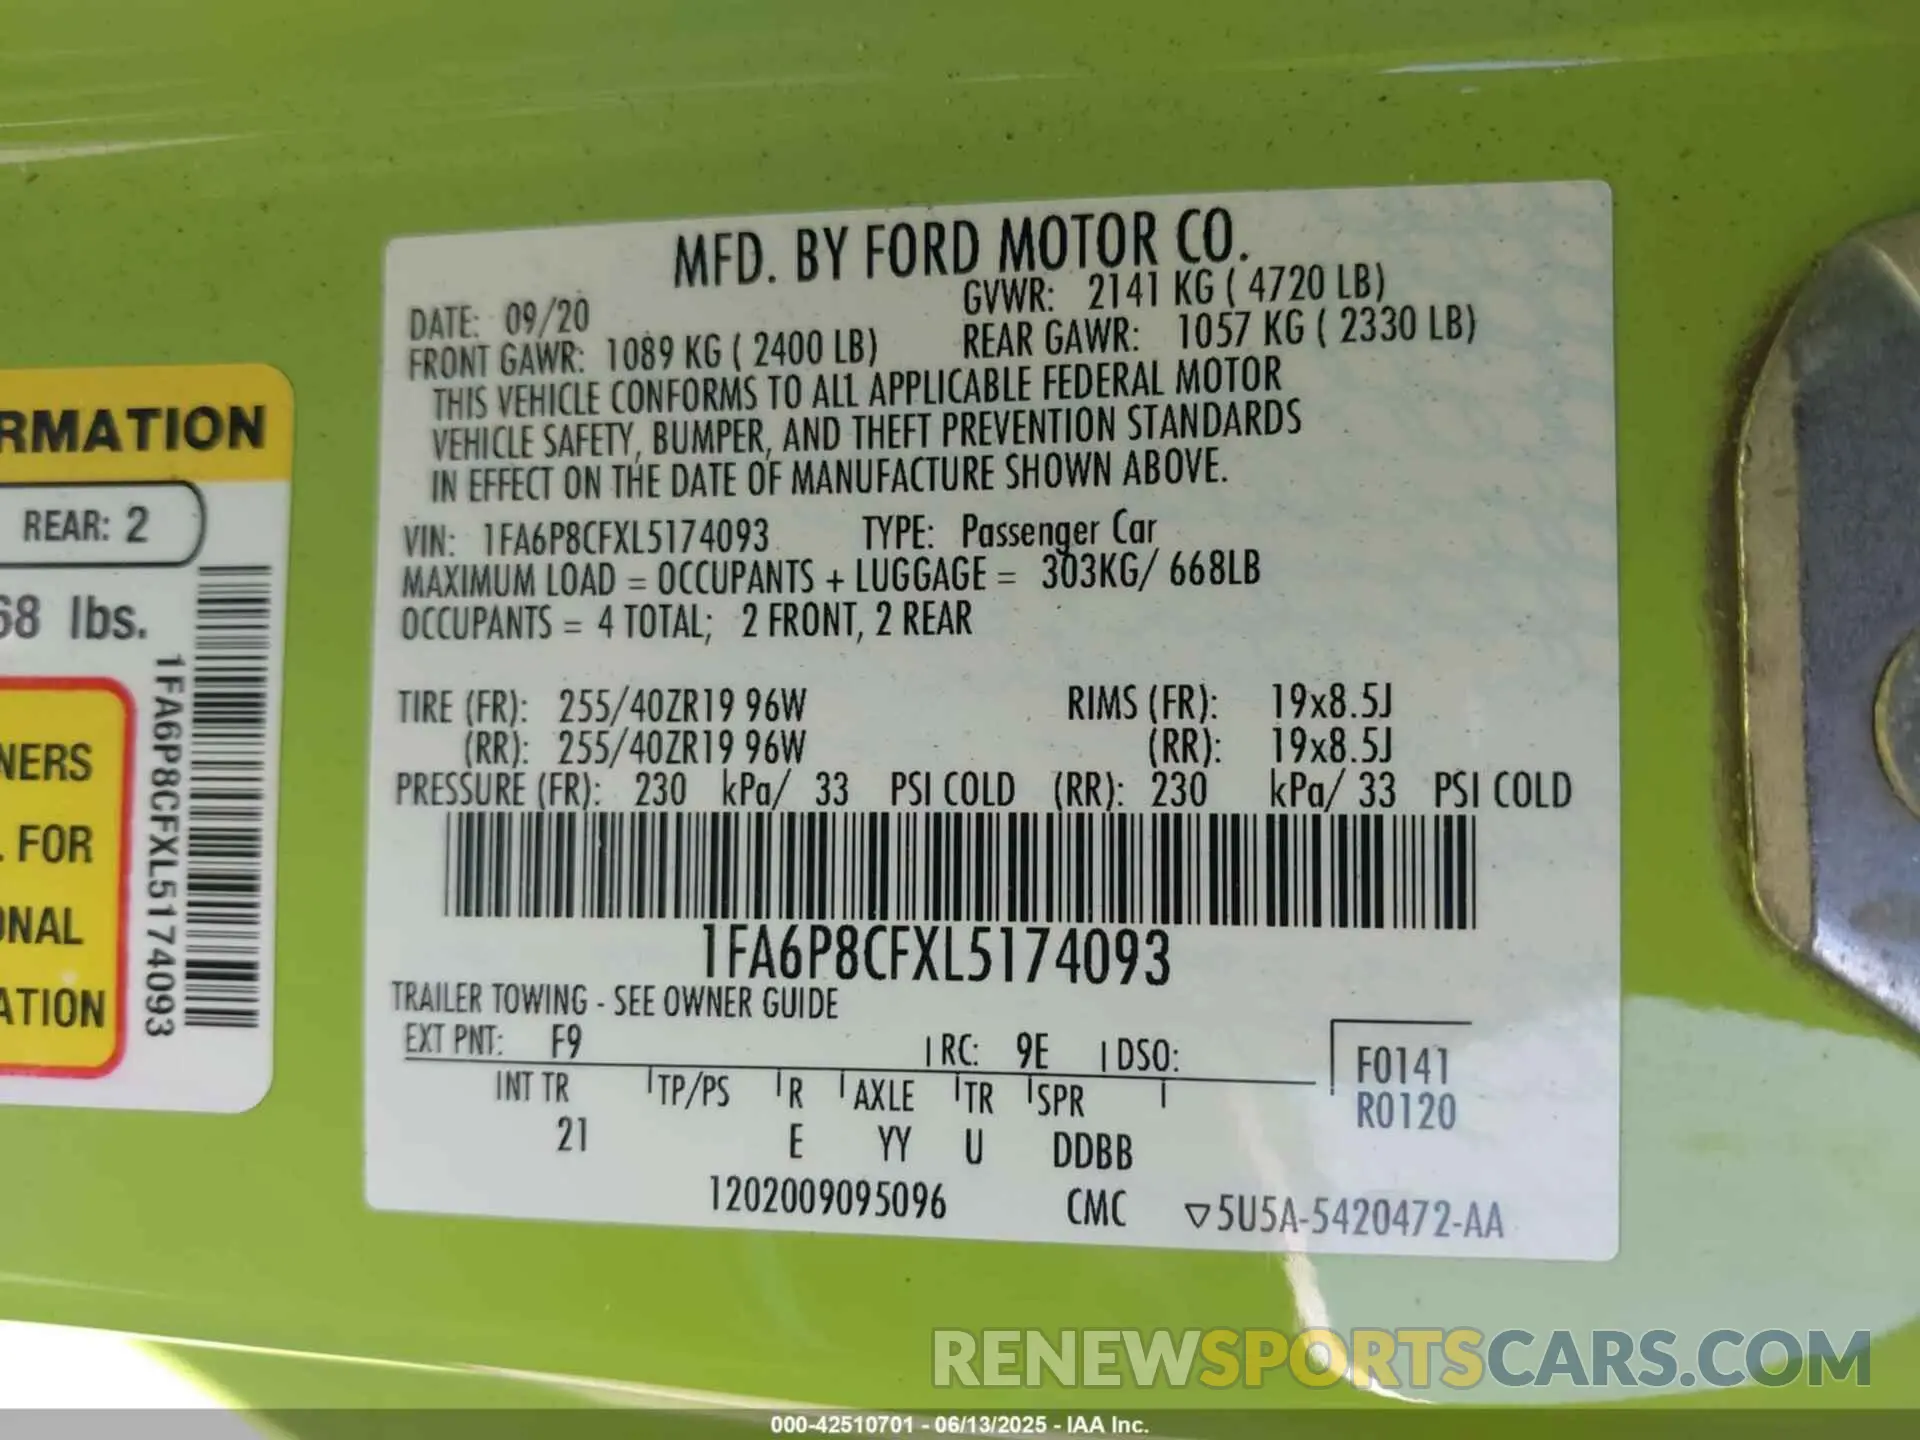 MFD. BY FORD MOTOR CO.
DATE: 09/20 GVWR: 2141 KG ( 4720 LB)
FRONT GAWR: 1089 KG ( 2400 LB) REAR GAWR: 1057 KG ( 2330 LB)
THIS VEHICLE CONFORMS TO ALL APPLICABLE FEDERAL MOTOR
VEHICLE SAFETY, BUMPER, AND THEFT PREVENTION STANDARDS
IN EFFECT ON THE DATE OF MANUFACTURE SHOWN ABOVE.
VIN: 1FA6P8CFXL5174093 TYPE: Passenger Car
MAXIMUM LOAD = OCCUPANTS + LUGGAGE = 303KG/ 668LB
OCCUPANTS = 4 TOTAL; 2 FRONT, 2 REAR
TIRE (FR): 255/40ZR19 96W RIMS (FR): 19x8.5J
(RR): 255/40ZR19 96W (RR): 19x8.5J
PRESSURE (FR): 230 kPa/ 33 PSI COLD (RR): 230 kPa/ 33 PSI COLD
1FA6P8CFXL5174093
TRAILER TOWING - SEE OWNER GUIDE
EXT PNT: F9 RC: 9E DSO:
INT TR TP/PS R AXLE TR SPR
21 E YY U DDBB
F0141
R0120
1202009095096 CMC ▽5U5A-5420472-AA
RMATION
REAR: 2
68 lbs.
1FA6P8CFXL5174093
NERS
L FOR
ONAL
ATION
RENEWSPORTSCARS.COM
000-42510701 - 06/13/2025 - IAA Inc.